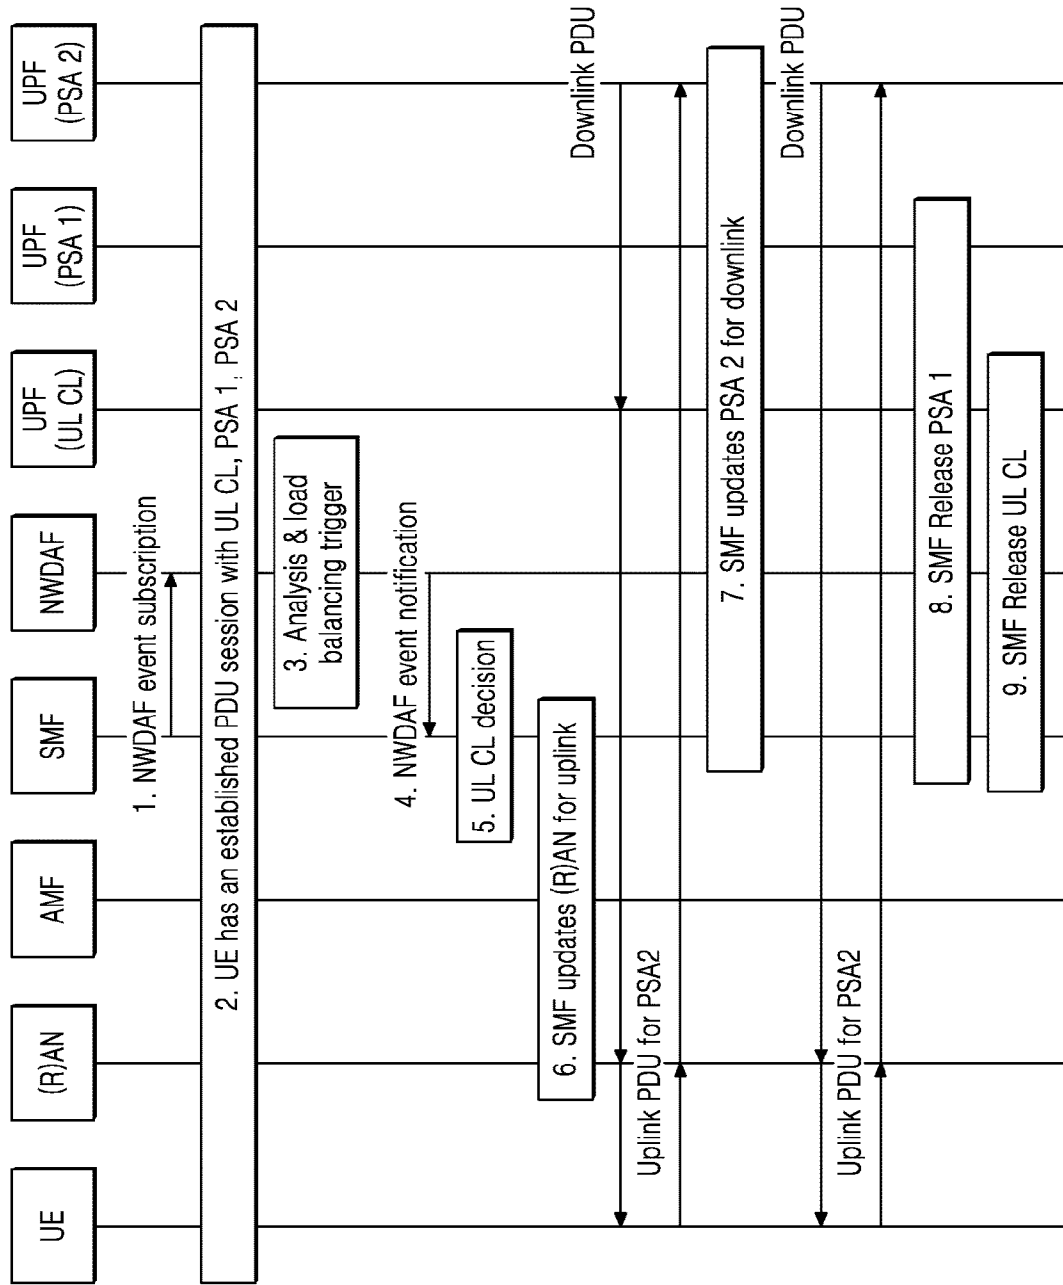 UE
(R)AN
AMF
SMF
NWDAF
UPF
(UL CL)
UPF
(PSA 1)
UPF
(PSA 2)
1. NWDAF event subscription
2. UE has an established PDU session with UL CL, PSA 1, PSA 2
3. Analysis & load
balancing trigger
4. NWDAF event notification
5. UL CL decision
6. SMF updates (R)AN for uplink
Downlink PDU
Uplink PDU for PSA2
7. SMF updates PSA 2 for downlink
Downlink PDU
Uplink PDU for PSA2
8. SMF Release PSA 1
9. SMF Release UL CL